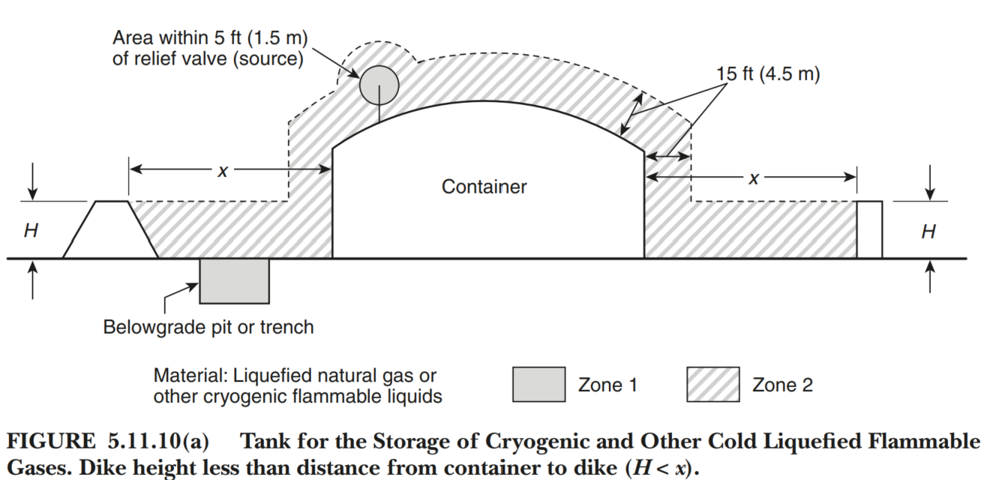 Area within 5 ft (1.5 m)
of relief valve (source)
15 ft (4.5 m)
x
x
Container
H
H
Belowgrade pit or trench
Material: Liquefied natural gas or
other cryogenic flammable liquids
Zone 1
Zone 2
FIGURE 5.11.10(a) Tank for the Storage of Cryogenic and Other Cold Liquefied Flammable
Gases. Dike height less than distance from container to dike (H < x).